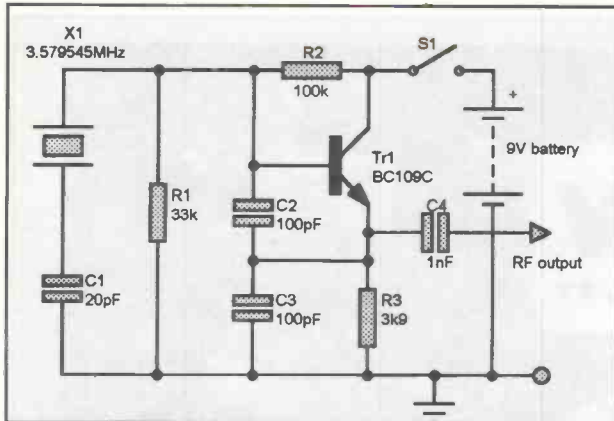 X1
3.579545MHz
R2
100k
S1
+
9V battery
Tr1
BC109C
R1
33k
C2
100pF
C4
1nF
RF output
C1
20pF
C3
100pF
R3
3k9